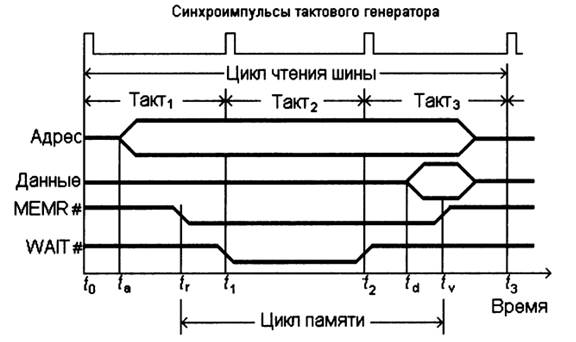 Синхроимпульсы тактового генератора
Цикл чтения шины
Такт₁ Такт₂ Такт₃
Адрес
Данные
MEMR #
WAIT #
t₀ tₐ tᵣ t₁ t₂ t_d tᵥ t₃
Время
Цикл памяти